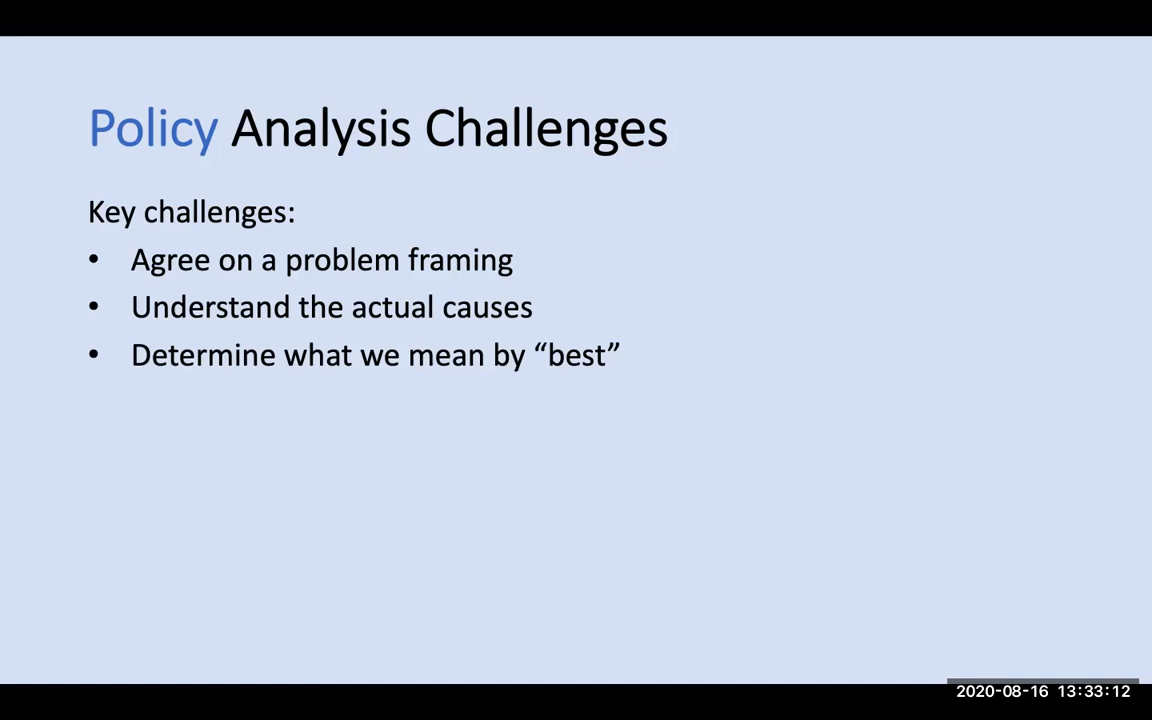 Policy Analysis Challenges
Key challenges:
• Agree on a problem framing
• Understand the actual causes
• Determine what we mean by “best”
2020-08-16 13:33:12